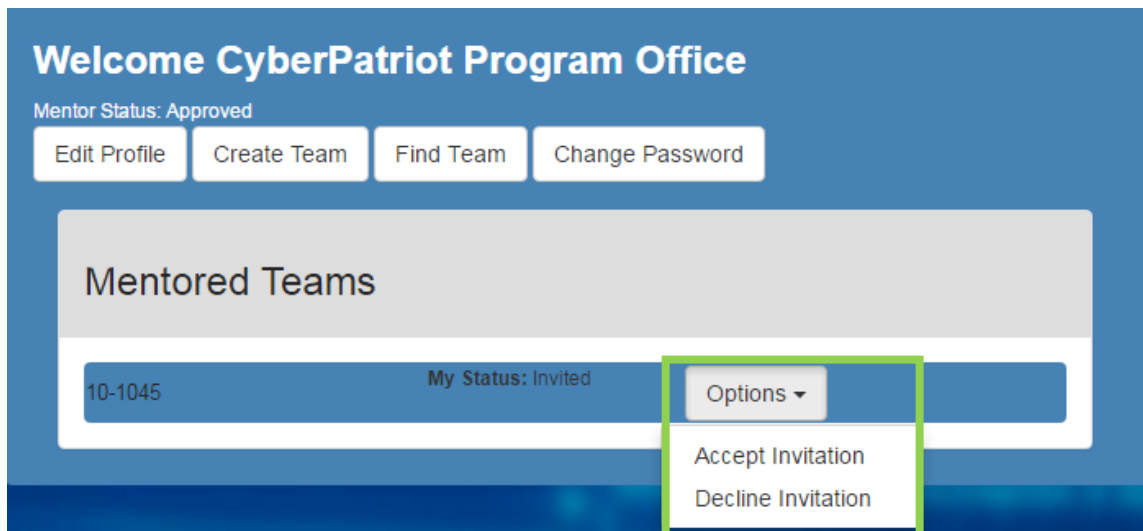 Welcome CyberPatriot Program Office
Mentor Status: Approved
Edit Profile Create Team Find Team Change Password
Mentored Teams
10-1045 My Status: Invited Options
Accept Invitation
Decline Invitation